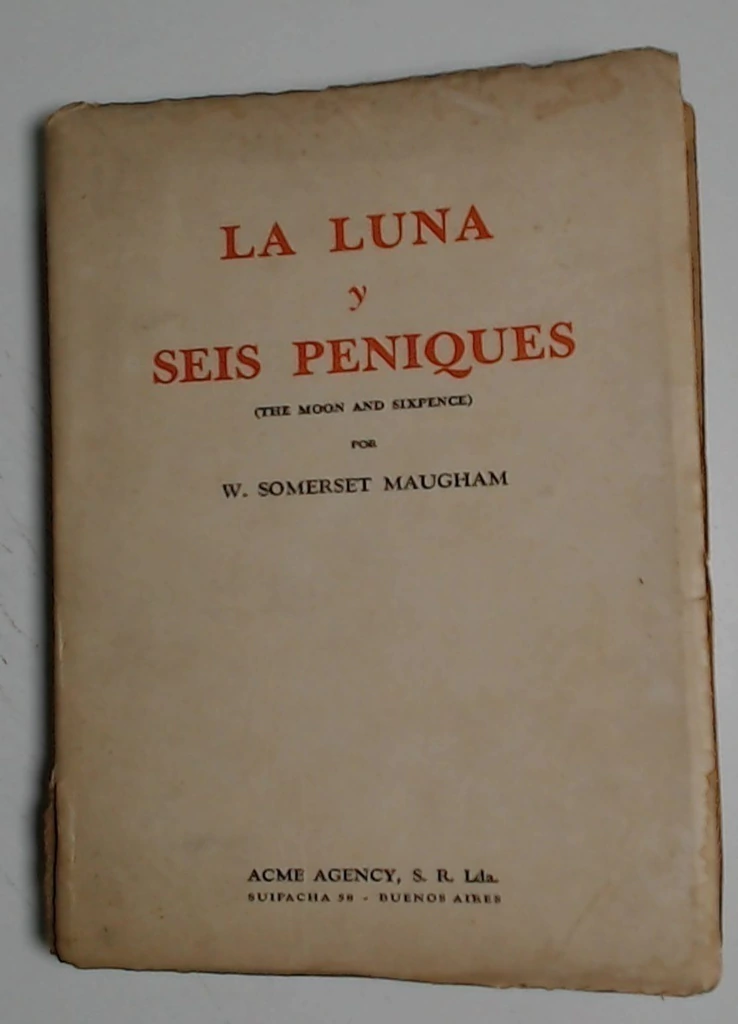 LA LUNA
y
SEIS PENIQUES
(THE MOON AND SIXPENCE)
POR
W. SOMERSET MAUGHAM
ACME AGENCY, S. R. Lda.
SUIPACHA 58 - BUENOS AIRES